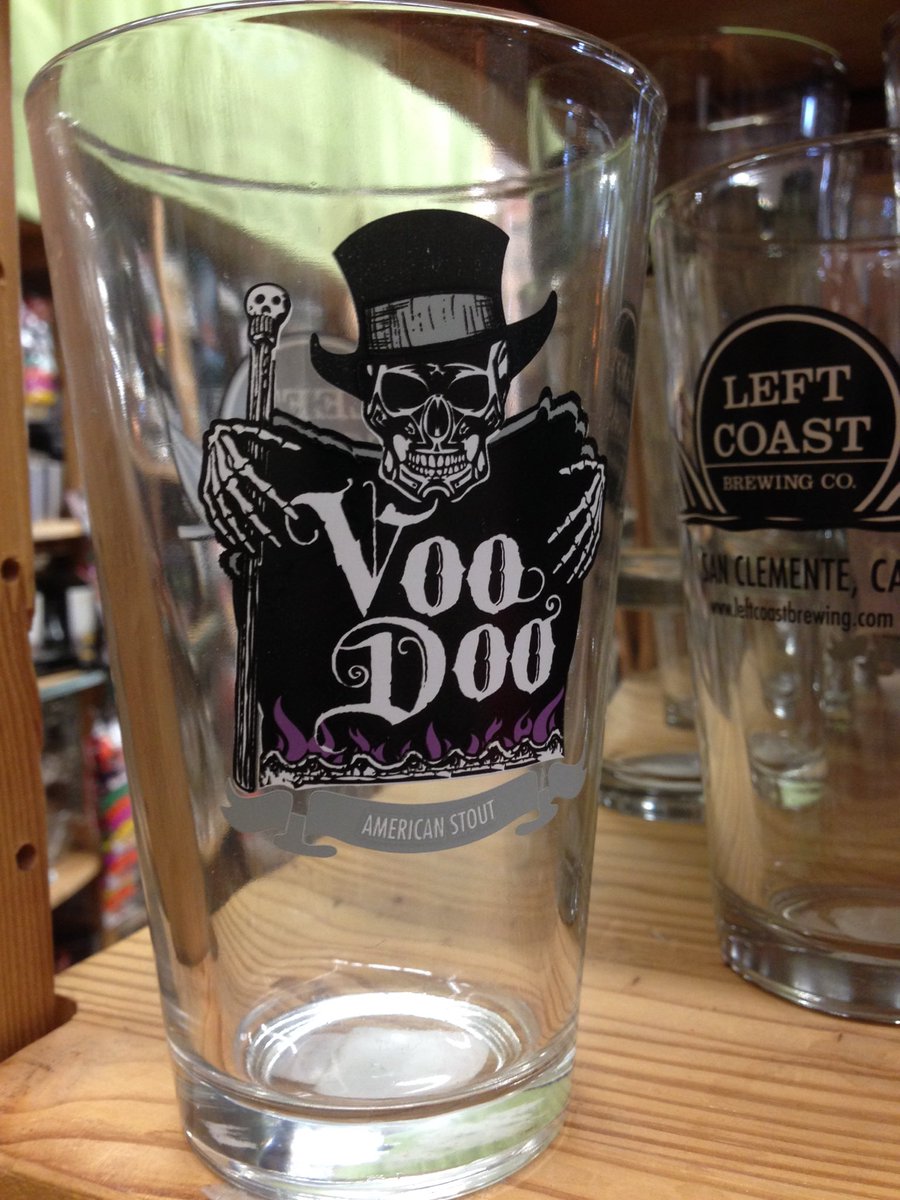 Voo
Doo
AMERICAN STOUT
LEFT
COAST
BREWING CO.
SAN CLEMENTE, CA
www.leftcoastbrewing.com